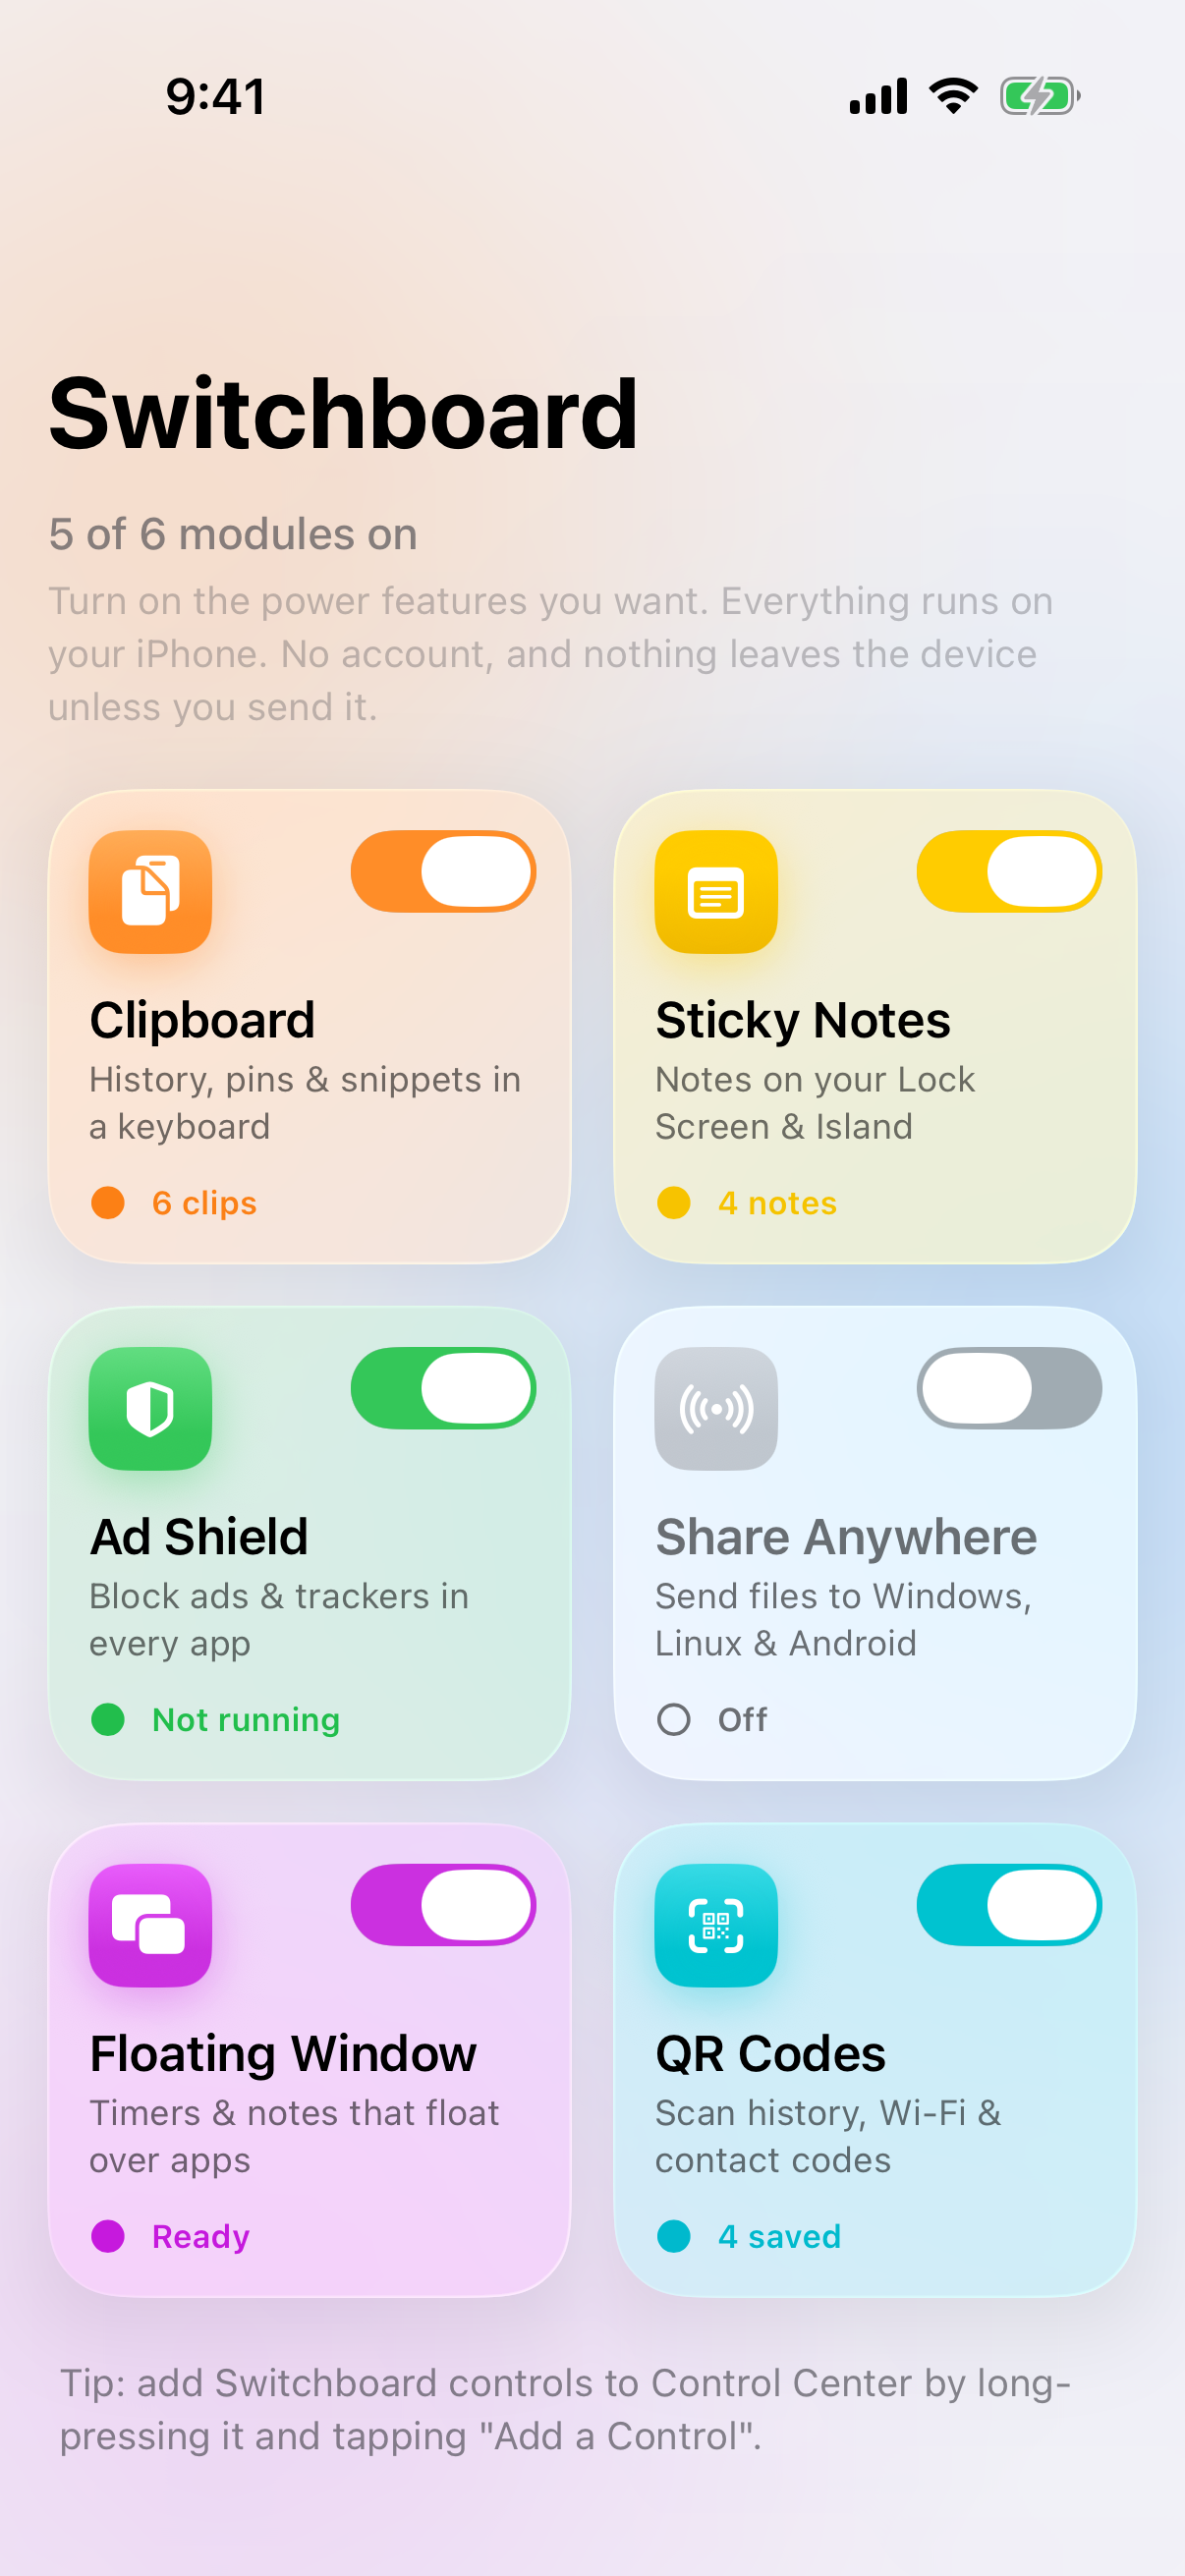 9:41
Switchboard
5 of 6 modules on
Turn on the power features you want. Everything runs on
your iPhone. No account, and nothing leaves the device
unless you send it.
Clipboard
History, pins & snippets in
a keyboard
6 clips
Sticky Notes
Notes on your Lock
Screen & Island
4 notes
Ad Shield
Block ads & trackers in
every app
Not running
Share Anywhere
Send files to Windows,
Linux & Android
Off
Floating Window
Timers & notes that float
over apps
Ready
QR Codes
Scan history, Wi-Fi &
contact codes
4 saved
Tip: add Switchboard controls to Control Center by long-
pressing it and tapping "Add a Control".